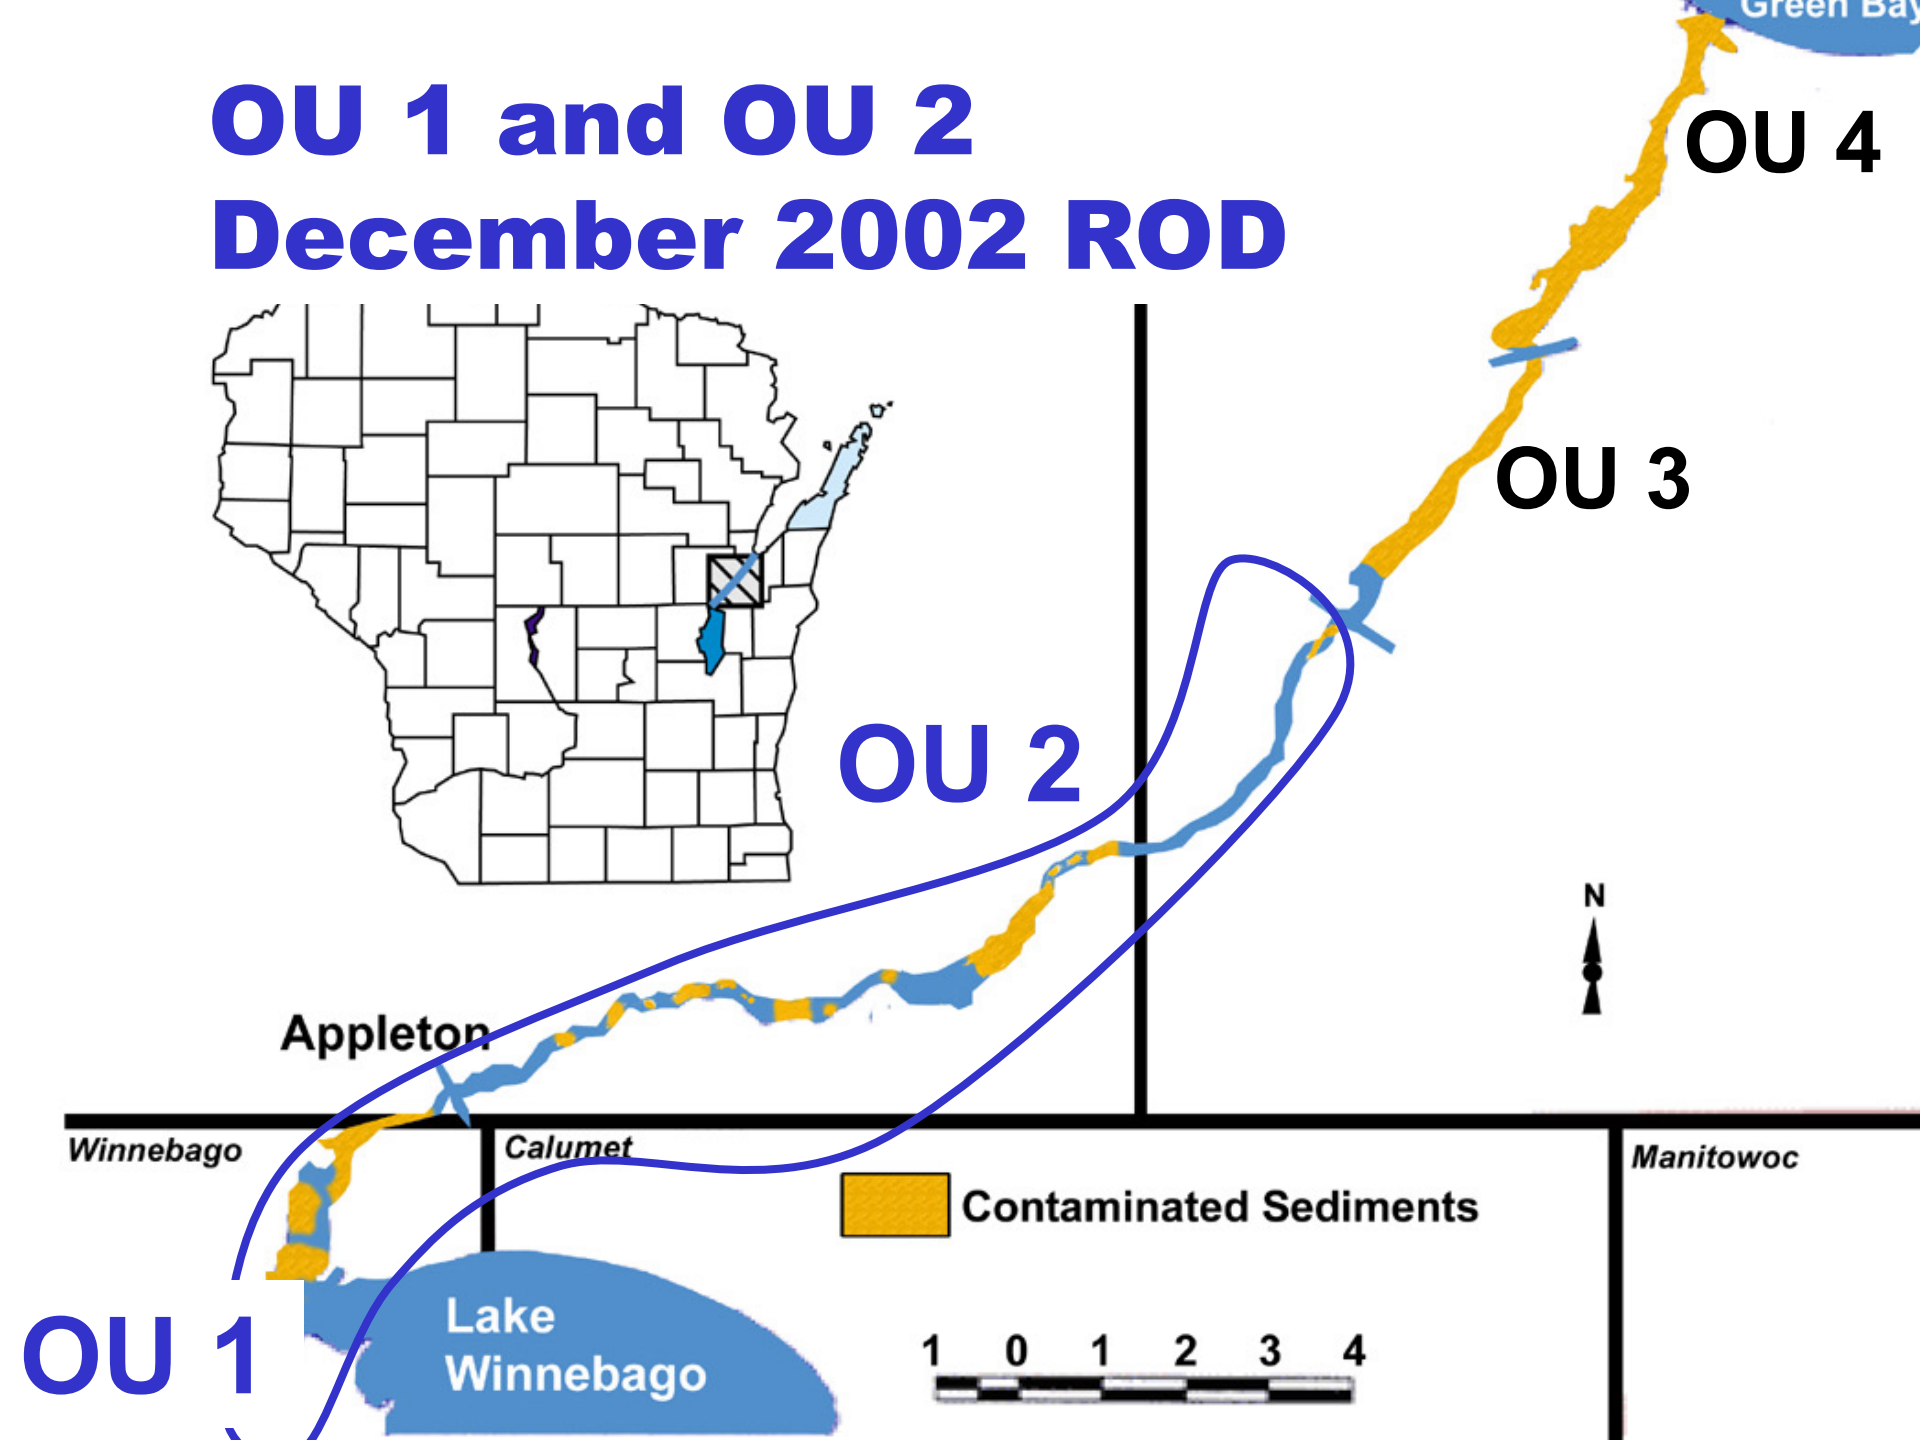 Green Bay
OU 1 and OU 2
December 2002 ROD
OU 4
OU 3
OU 2
N
Appleton
Winnebago
Calumet
Manitowoc
Contaminated Sediments
OU 1
Lake
Winnebago
1 0 1 2 3 4